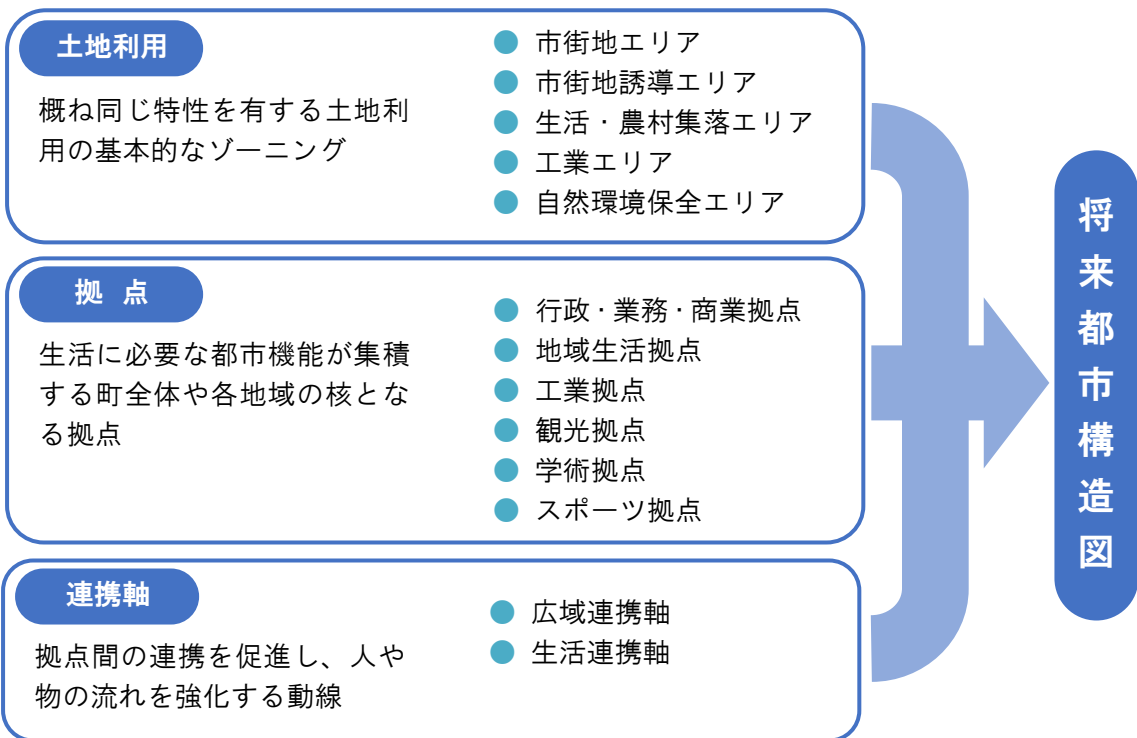 土地利用
概ね同じ特性を有する土地利
用の基本的なゾーニング
● 市街地エリア
● 市街地誘導エリア
● 生活・農村集落エリア
● 工業エリア
● 自然環境保全エリア
拠 点
生活に必要な都市機能が集積
する町全体や各地域の核とな
る拠点
● 行政・業務・商業拠点
● 地域生活拠点
● 工業拠点
● 観光拠点
● 学術拠点
● スポーツ拠点
連携軸
拠点間の連携を促進し、人や
物の流れを強化する動線
● 広域連携軸
● 生活連携軸
将来都市構造図